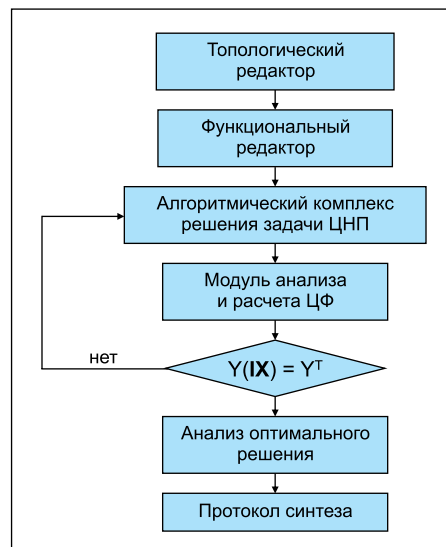 Топологический
редактор
Функциональный
редактор
Алгоритмический комплекс
решения задачи ЦНП
Модуль анализа
и расчета ЦФ
нет
Y(IX) = Yᵀ
Анализ оптимального
решения
Протокол синтеза